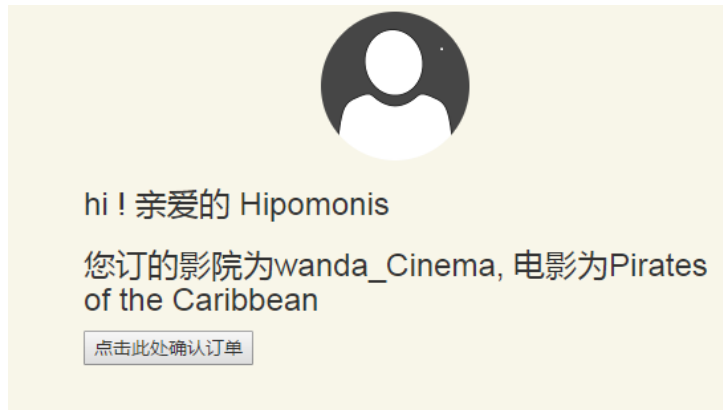 hi ! 亲爱的 Hipomonis
您订的影院为wanda_Cinema, 电影为Pirates
of the Caribbean
点击此处确认订单